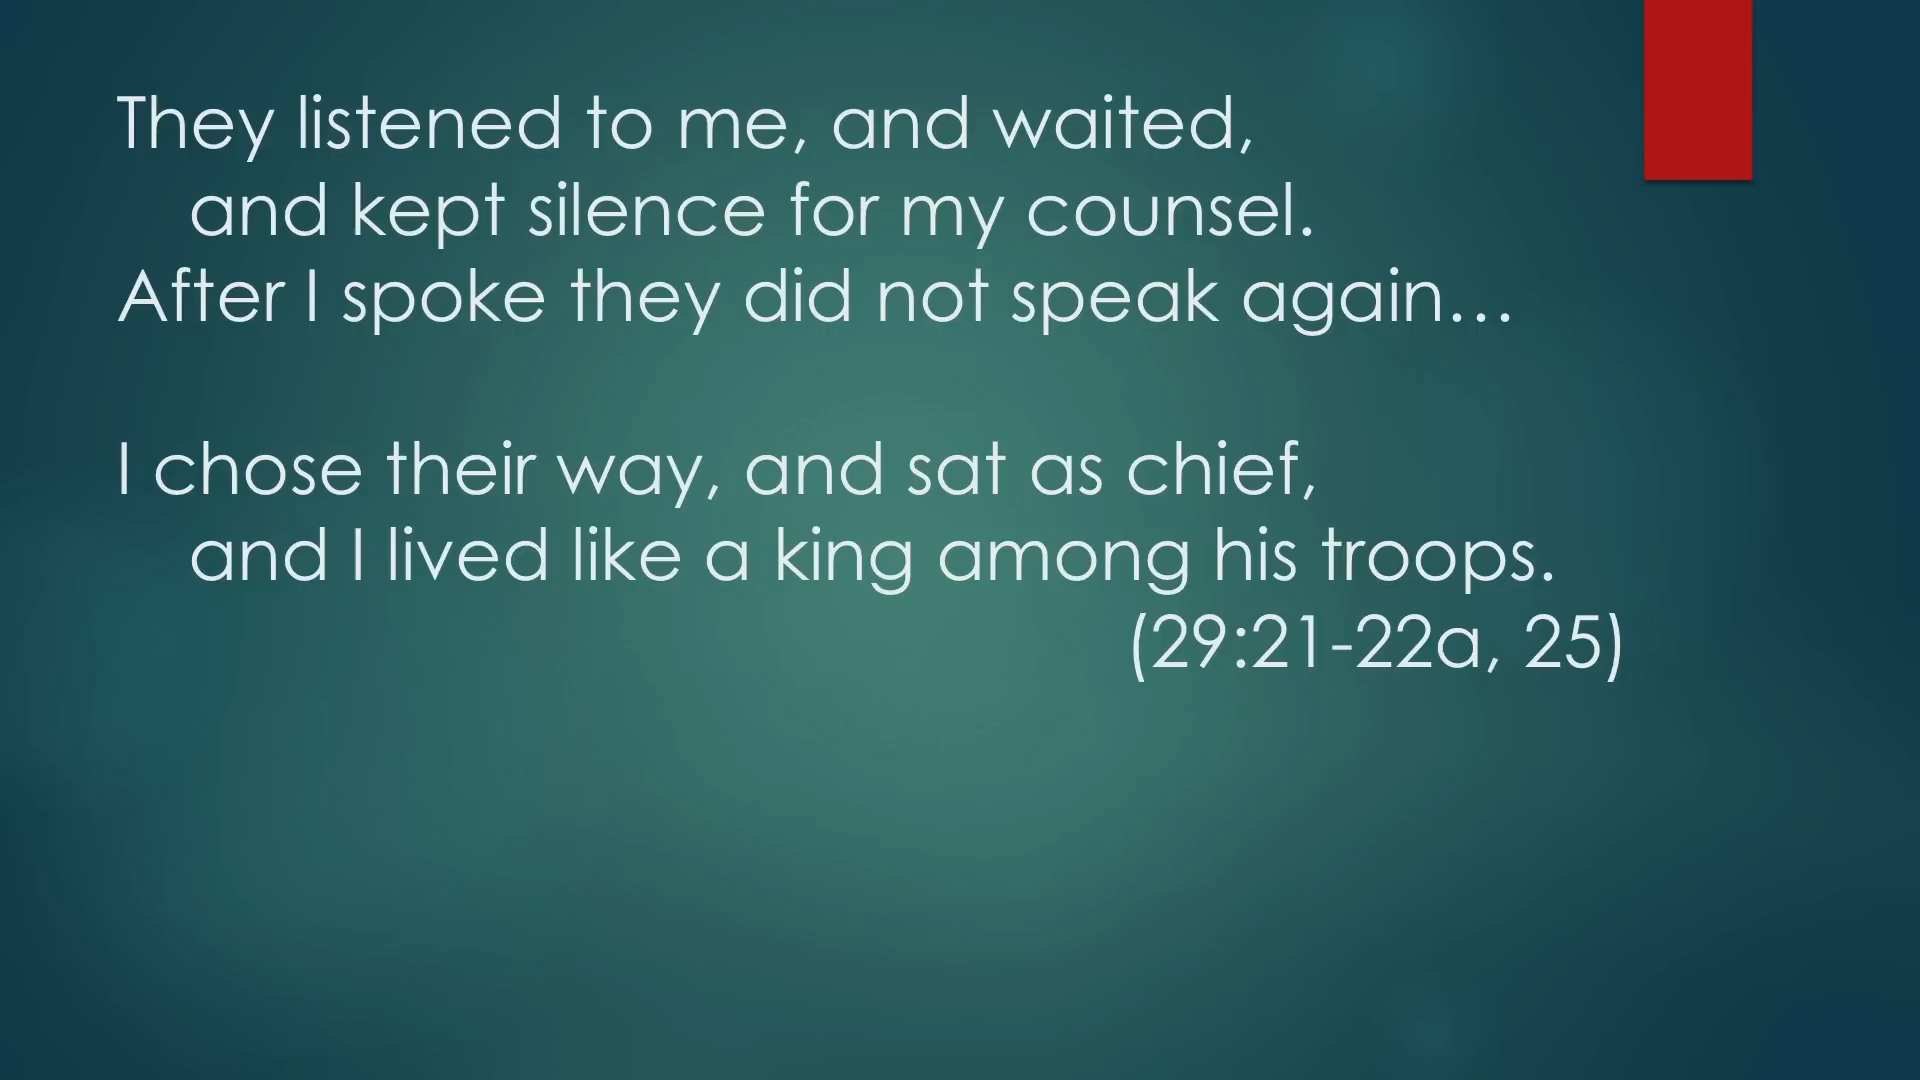 They listened to me, and waited,
and kept silence for my counsel.
After I spoke they did not speak again…
I chose their way, and sat as chief,
and I lived like a king among his troops.
(29:21-22a, 25)